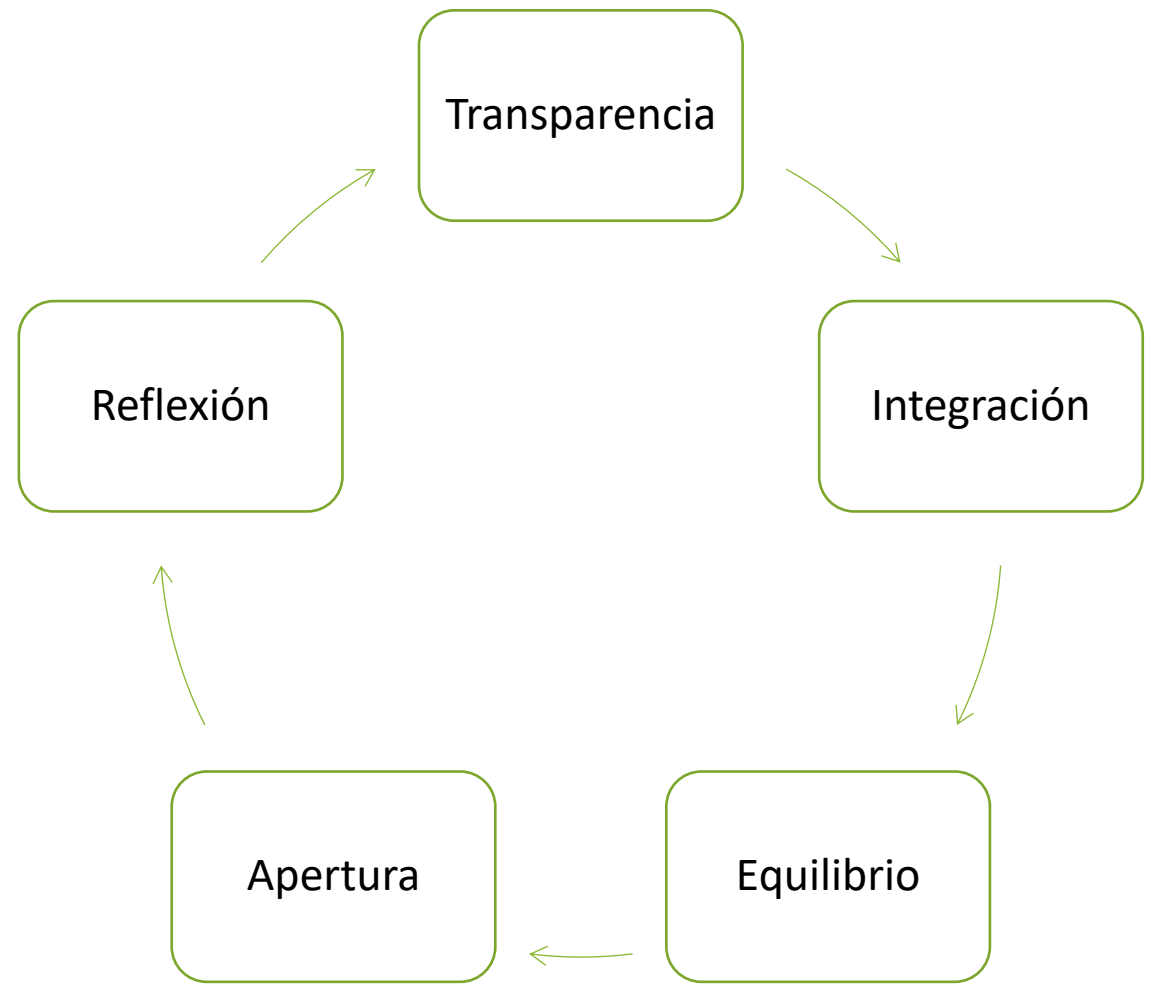 Transparencia
Integración
Equilibrio
Apertura
Reflexión